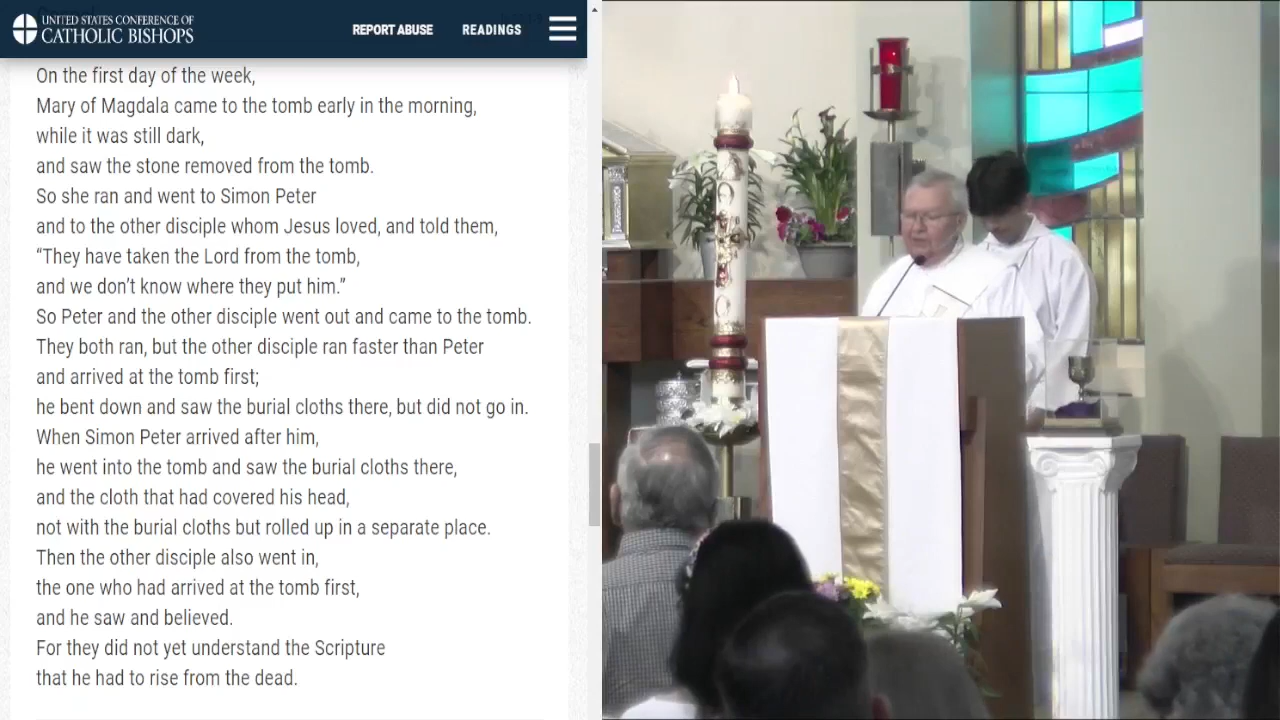 UNITED STATES CONFERENCE OF
CATHOLIC BISHOPS
REPORT ABUSE
READINGS
On the first day of the week,
Mary of Magdala came to the tomb early in the morning,
while it was still dark,
and saw the stone removed from the tomb.
So she ran and went to Simon Peter
and to the other disciple whom Jesus loved, and told them,
“They have taken the Lord from the tomb,
and we don’t know where they put him.”
So Peter and the other disciple went out and came to the tomb.
They both ran, but the other disciple ran faster than Peter
and arrived at the tomb first;
he bent down and saw the burial cloths there, but did not go in.
When Simon Peter arrived after him,
he went into the tomb and saw the burial cloths there,
and the cloth that had covered his head,
not with the burial cloths but rolled up in a separate place.
Then the other disciple also went in,
the one who had arrived at the tomb first,
and he saw and believed.
For they did not yet understand the Scripture
that he had to rise from the dead.